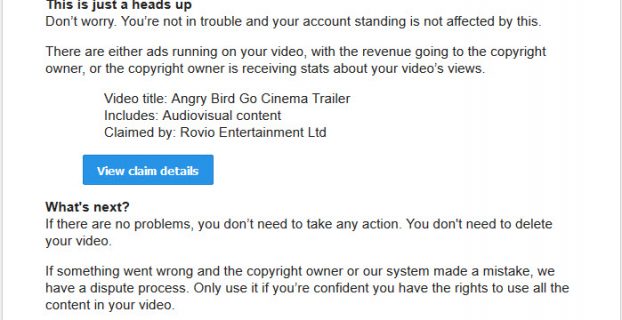 This is just a heads up
Don’t worry. You’re not in trouble and your account standing is not affected by this.
There are either ads running on your video, with the revenue going to the copyright
owner, or the copyright owner is receiving stats about your video’s views.
Video title: Angry Bird Go Cinema Trailer
Includes: Audiovisual content
Claimed by: Rovio Entertainment Ltd
View claim details
What's next?
If there are no problems, you don’t need to take any action. You don't need to delete
your video.
If something went wrong and the copyright owner or our system made a mistake, we
have a dispute process. Only use it if you’re confident you have the rights to use all the
content in your video.